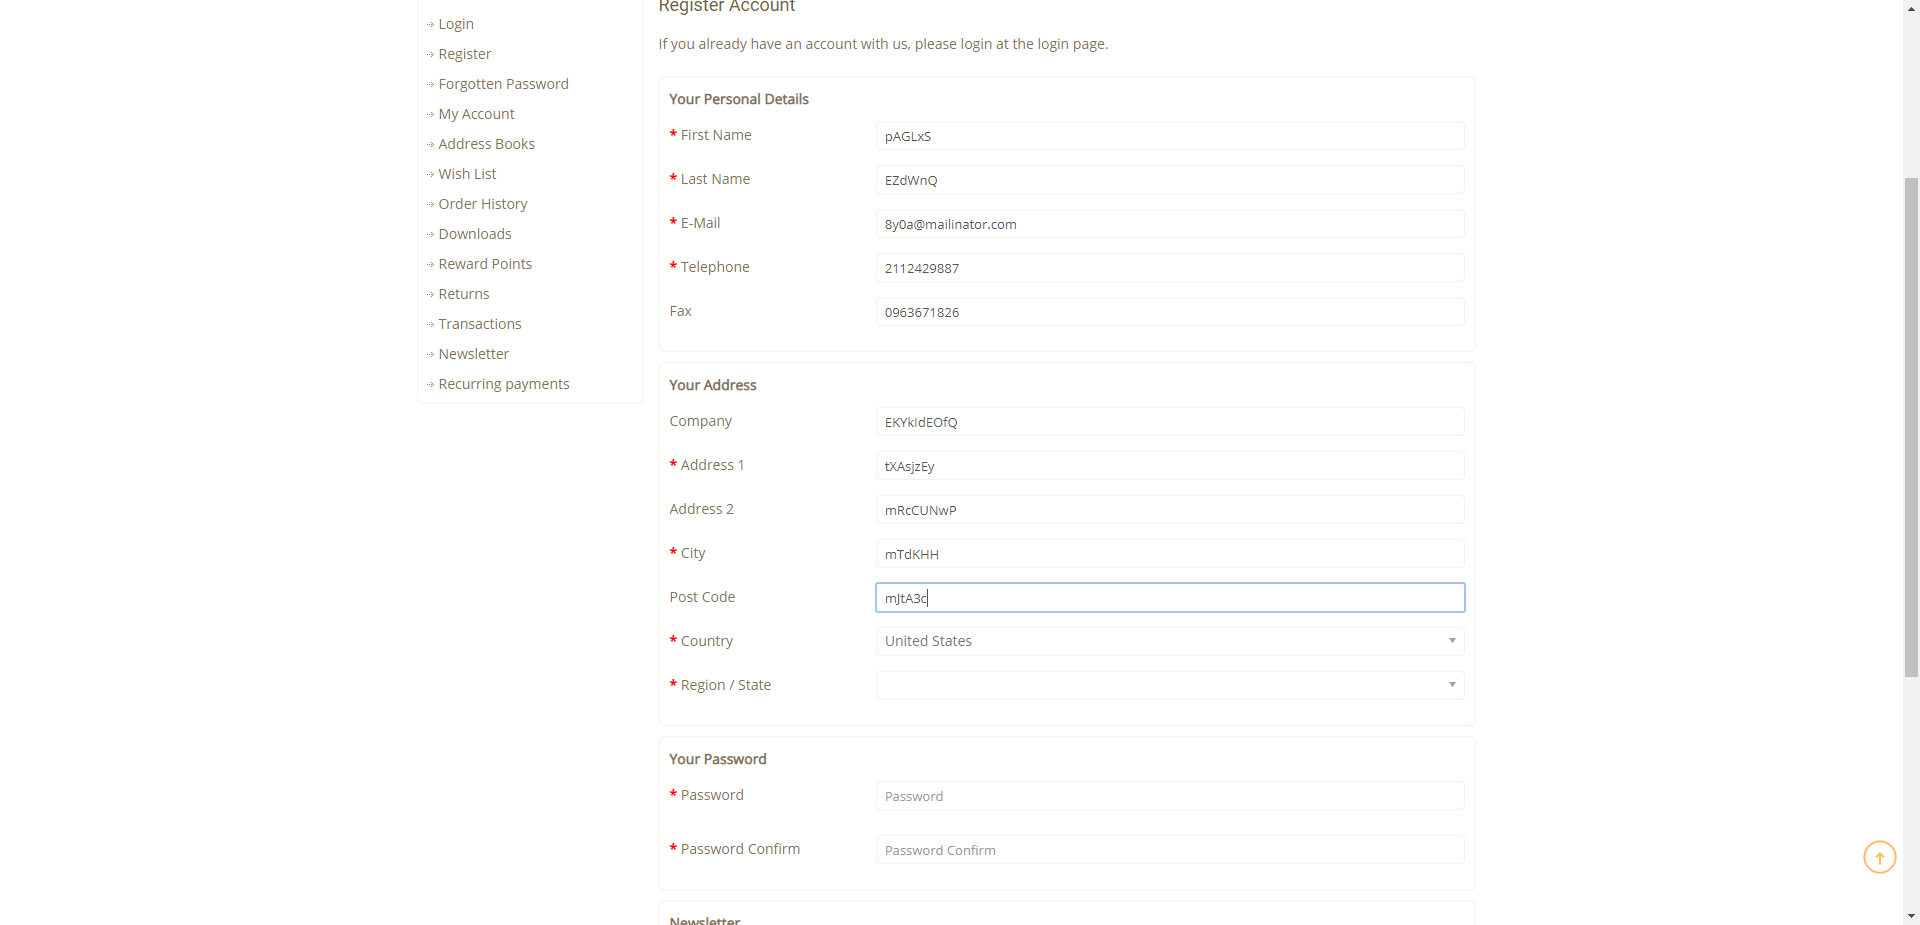 Login
Register
Forgotten Password
My Account
Address Books
Wish List
Order History
Downloads
Reward Points
Returns
Transactions
Newsletter
Recurring payments
Register Account
If you already have an account with us, please login at the login page.
Your Personal Details
* First Name pAGLxS
* Last Name EZdWnQ
* E-Mail 8y0a@mailinator.com
* Telephone 2112429887
Fax 0963671826
Your Address
Company EKYkIdEOfQ
* Address 1 tXAsjzEy
Address 2 mRcCUNwP
* City mTdKHH
Post Code mJtA3c
* Country United States
* Region / State
Your Password
* Password Password
* Password Confirm Password Confirm
Newsletter